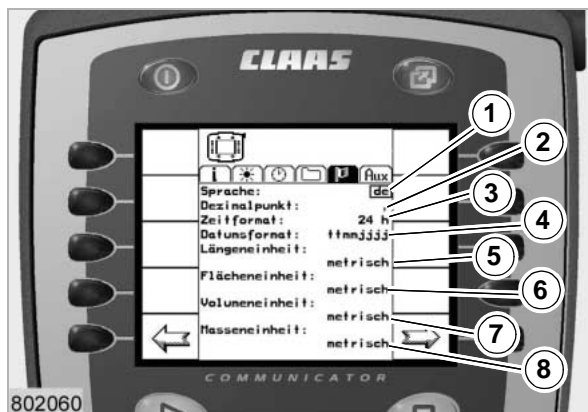 CLAAS
1
2
3
4
5
6
7
8
i
Aux
Sprache: de
Dezimalpunkt: ,
Zeitformat: 24 h
Datumsformat: ttmmjjjj
Längeneinheit:
metrisch
Flächeneinheit:
metrisch
Volumeneinheit:
metrisch
Masseneinheit:
metrisch
COMMUNICATOR
802060